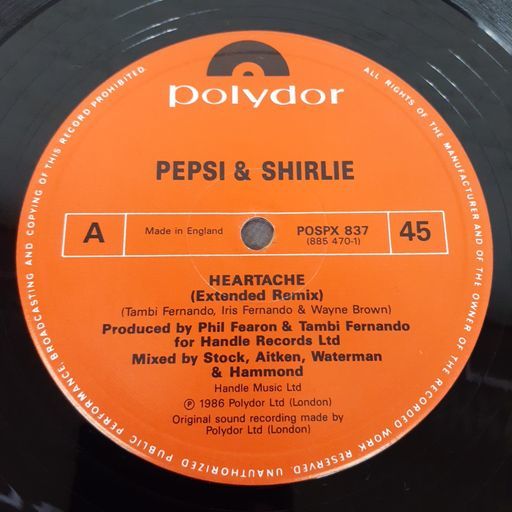 polydor
PEPSI & SHIRLIE
A
Made in England
POSPX 837
(885 470-1)
45
HEARTACHE
(Extended Remix)
(Tambi Fernando, Iris Fernando & Wayne Brown)
Produced by Phil Fearon & Tambi Fernando
for Handle Records Ltd
Mixed by Stock, Aitken, Waterman
& Hammond
Handle Music Ltd
℗ 1986 Polydor Ltd (London)
Original sound recording made by
Polydor Ltd (London)
ALL RIGHTS OF THE MANUFACTURER AND OF THE OWNER OF THE RECORDED WORK RESERVED. UNAUTHORIZED PUBLIC PERFORMANCE BROADCASTING AND COPYING OF THIS RECORD PROHIBITED